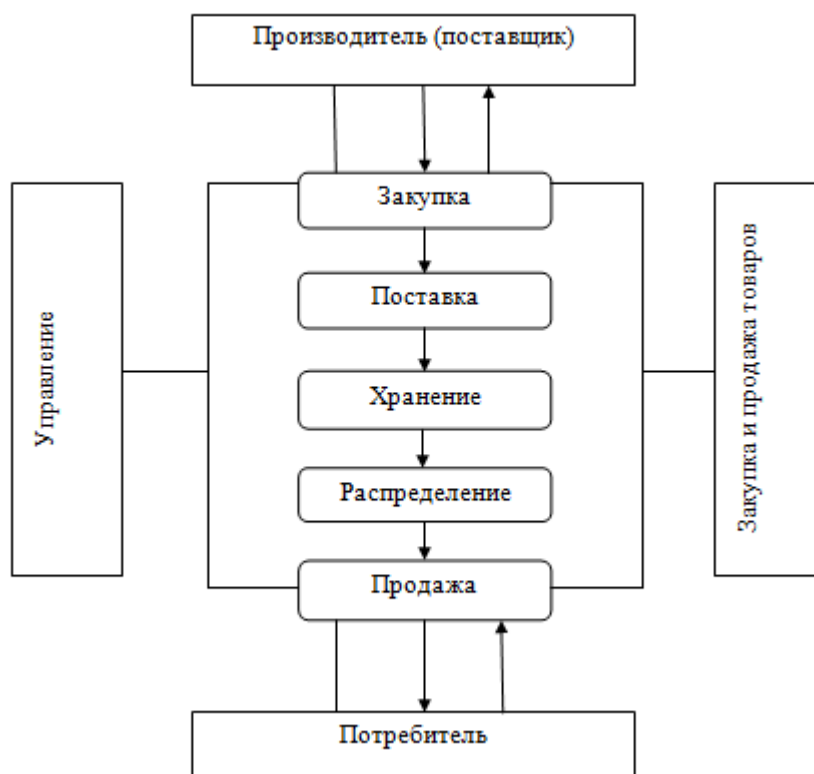 Производитель (поставщик)
Закупка
Поставка
Хранение
Распределение
Продажа
Потребитель
Управление
Закупка и продажа товаров